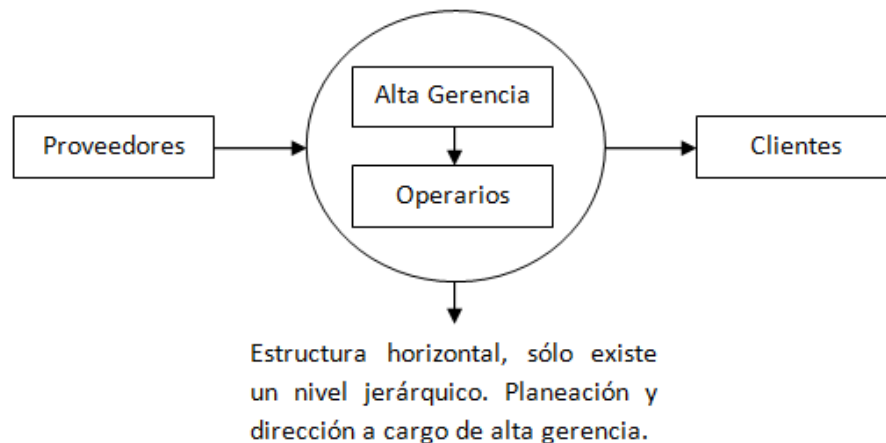 Alta Gerencia
Proveedores
Clientes
Operarios
Estructura horizontal, sólo existe
un nivel jerárquico. Planeación y
dirección a cargo de alta gerencia.